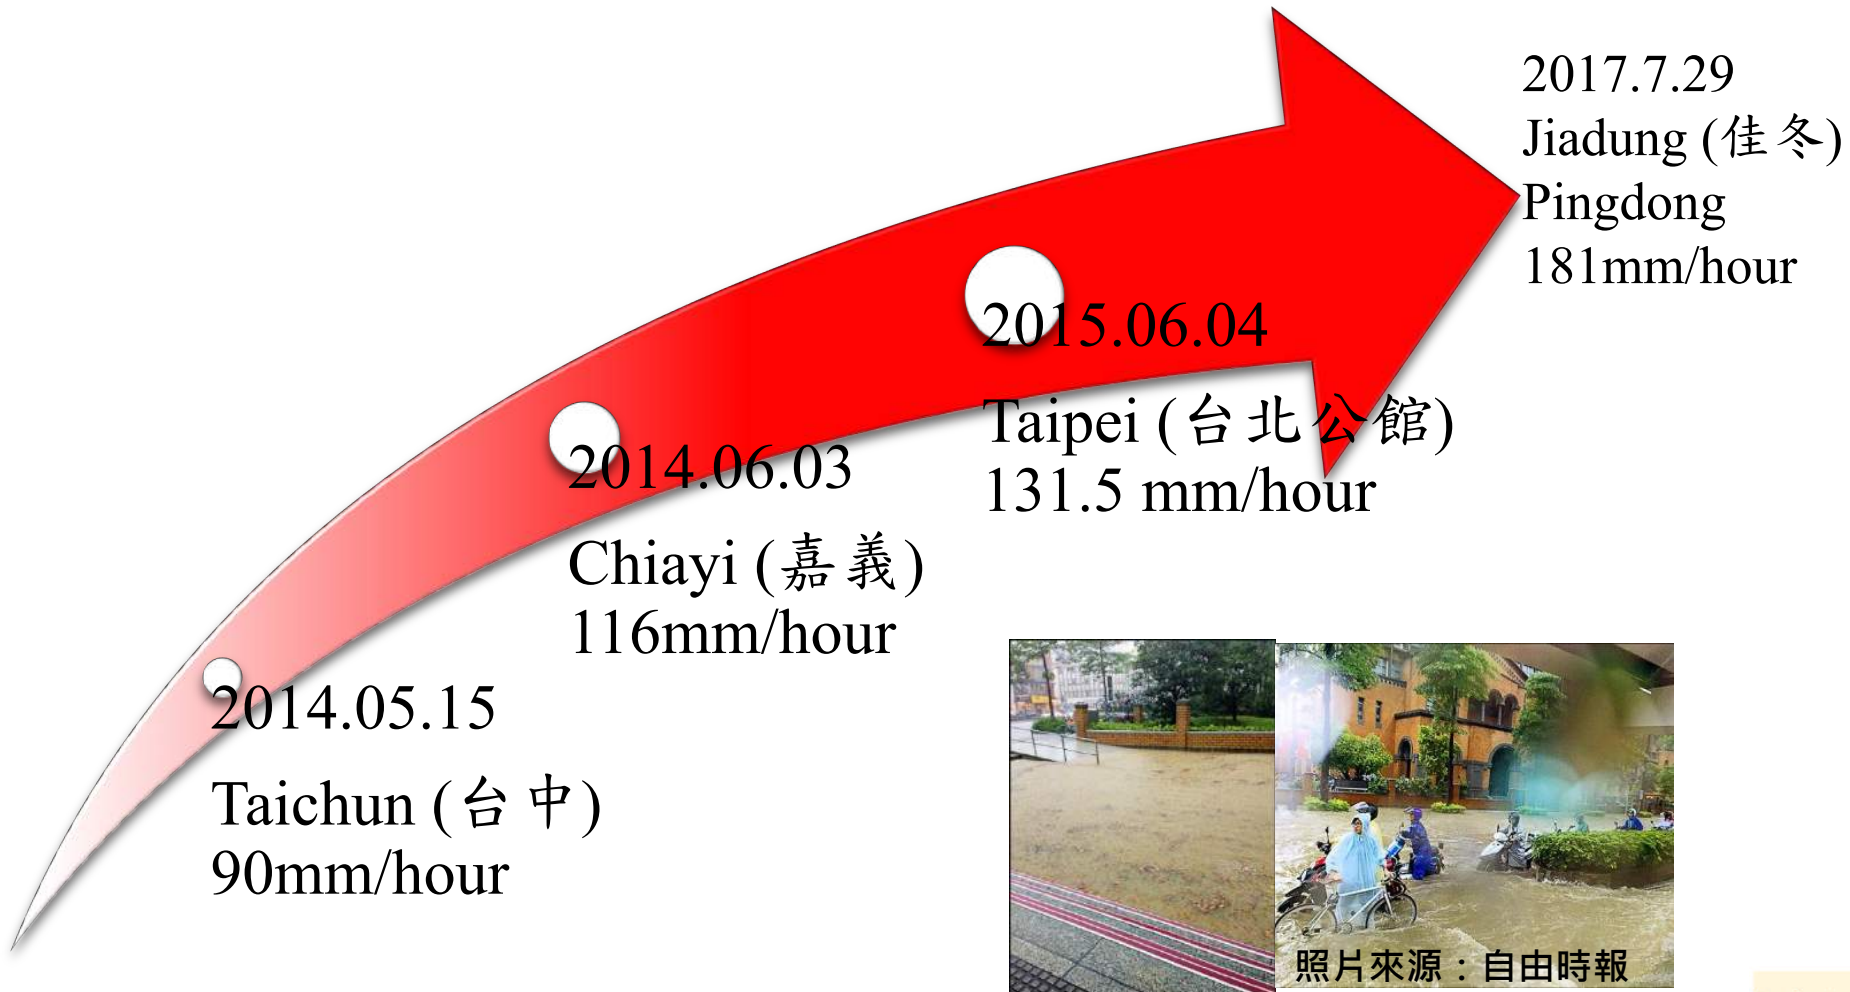 2017.7.29
Jiadung (佳冬)
Pingdong
181mm/hour
2015.06.04
Taipei (台北公館)
131.5 mm/hour
2014.06.03
Chiayi (嘉義)
116mm/hour
2014.05.15
Taichun (台中)
90mm/hour
照片來源：自由時報